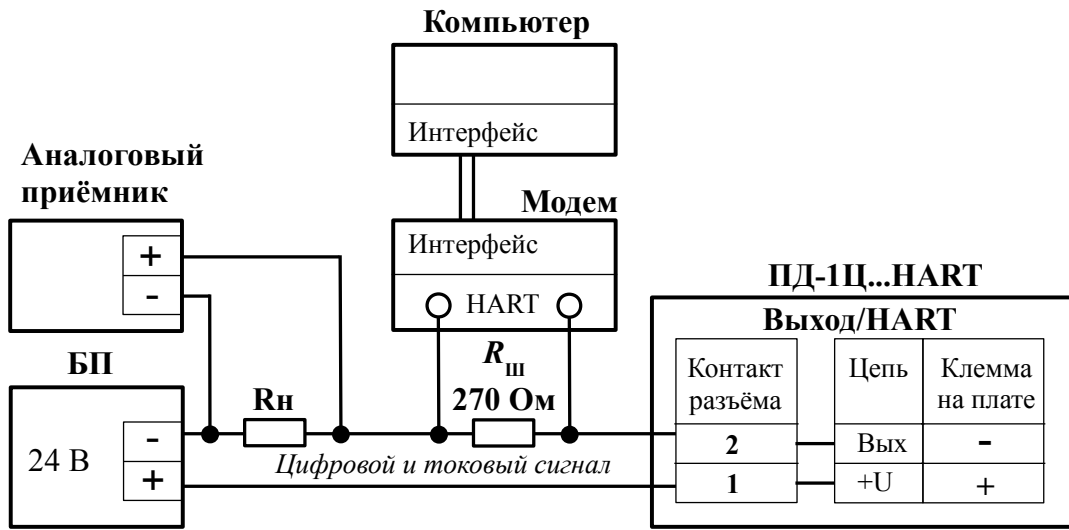 Компьютер
Интерфейс
Аналоговый
приёмник
+
-
Модем
Интерфейс
HART
БП
24 В
-
+
Rн
Rш
270 Ом
Цифровой и токовый сигнал
ПД-1Ц...HART
Выход/HART
Контакт
разъёма
Цепь
Клемма
на плате
2
Вых
-
1
+U
+